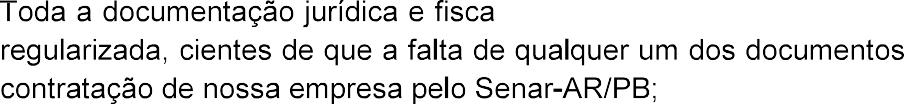 Toda a documentação jurídica e fisca
regularizada, cientes de que a falta de qualquer um dos documentos
contratação de nossa empresa pelo Senar-AR/PB;